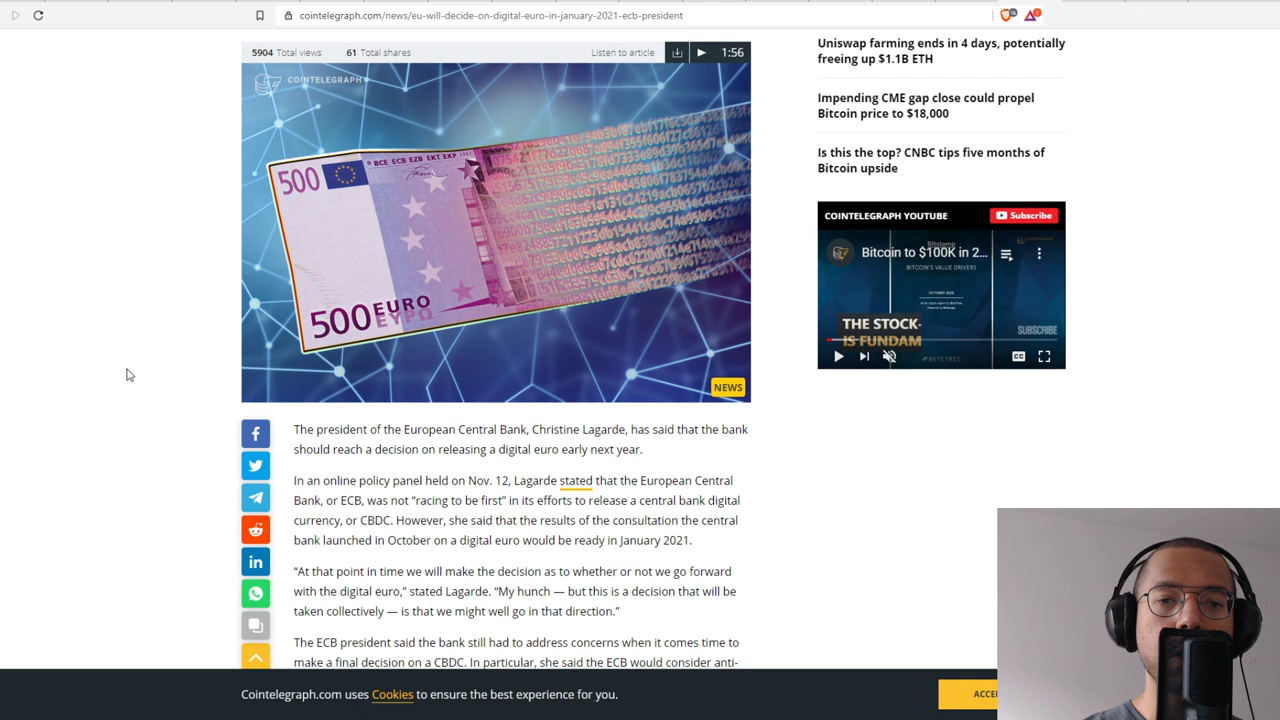 cointelegraph.com/news/eu-will-decide-on-digital-euro-in-january-2021-ecb-president
5904 Total views 61 Total shares Listen to article 1:56
COINTELEGRAPH
BCE ECB EZB EKT EKP
500
500 EURO
ΕΥΡΩ
NEWS
The president of the European Central Bank, Christine Lagarde, has said that the bank
should reach a decision on releasing a digital euro early next year.
In an online policy panel held on Nov. 12, Lagarde stated that the European Central
Bank, or ECB, was not “racing to be first” in its efforts to release a central bank digital
currency, or CBDC. However, she said that the results of the consultation the central
bank launched in October on a digital euro would be ready in January 2021.
“At that point in time we will make the decision as to whether or not we go forward
with the digital euro,” stated Lagarde. “My hunch — but this is a decision that will be
taken collectively — is that we might well go in that direction.”
The ECB president said the bank still had to address concerns when it comes time to
make a final decision on a CBDC. In particular, she said the ECB would consider anti-
Uniswap farming ends in 4 days, potentially
freeing up $1.1B ETH
Impending CME gap close could propel
Bitcoin price to $18,000
Is this the top? CNBC tips five months of
Bitcoin upside
COINTELEGRAPH YOUTUBE Subscribe
Bitstamp
Bitcoin to $100K in 2...
BITCOIN'S VALUE DRIVERS
THE STOCK-
IS FUNDAM
SUBSCRIBE
BYTETREE
CC
Cointelegraph.com uses Cookies to ensure the best experience for you.
ACCE